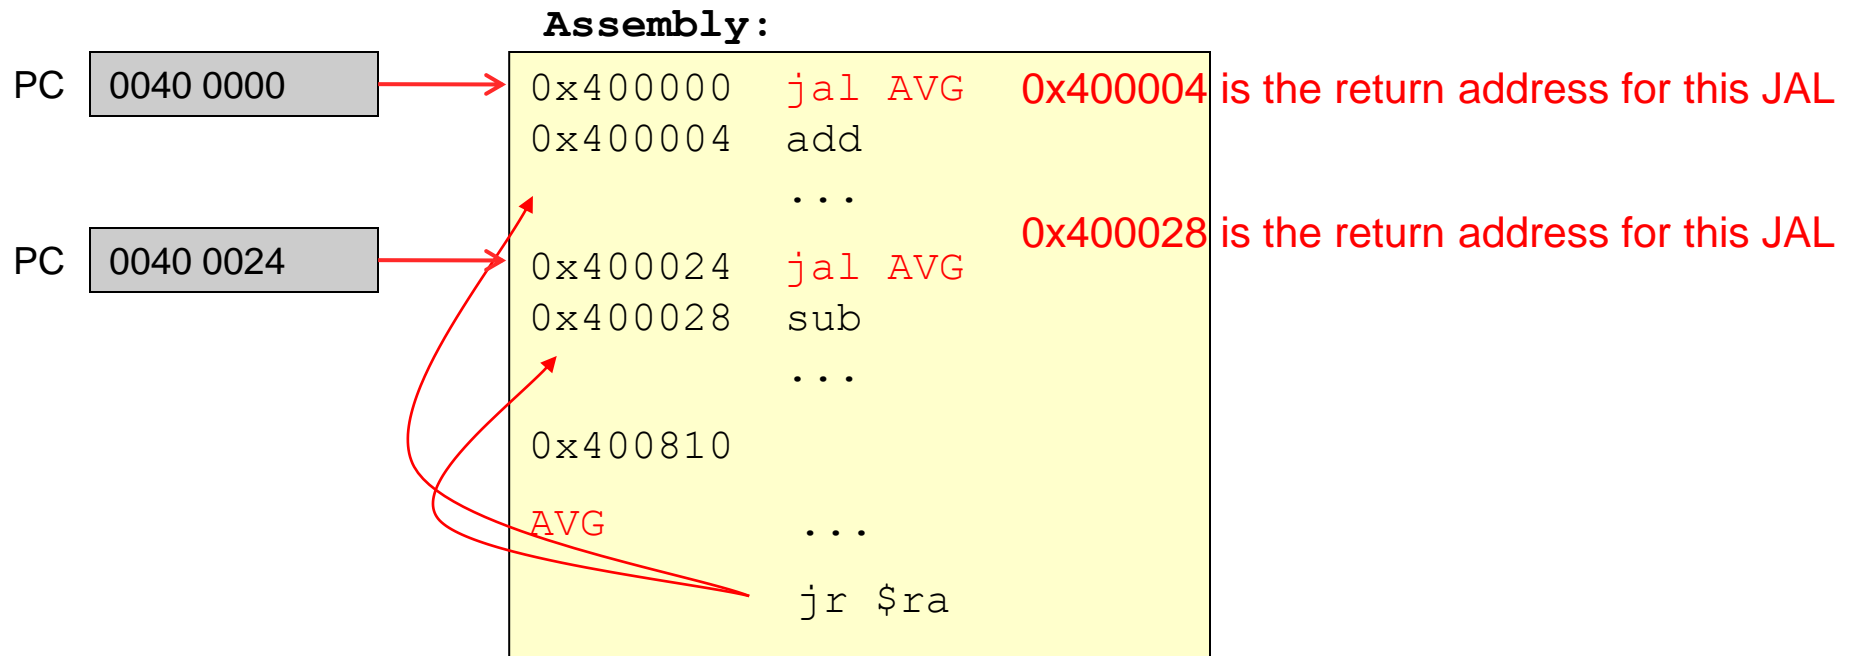 Assembly:
PC 0040 0000 0x400000 jal AVG 0x400004 is the return address for this JAL
0x400004 add
...
0x400028 is the return address for this JAL
PC 0040 0024 0x400024 jal AVG
0x400028 sub
...
0x400810
AVG ...
jr $ra